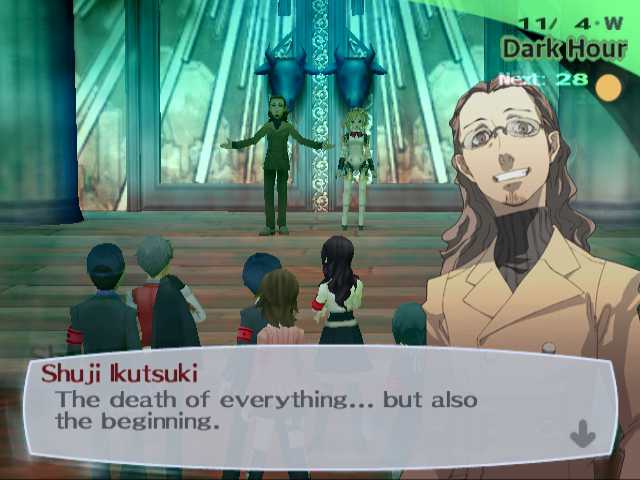 11/ 4・W
Dark Hour
Next: 28
Shuji Ikutsuki
The death of everything... but also
the beginning.